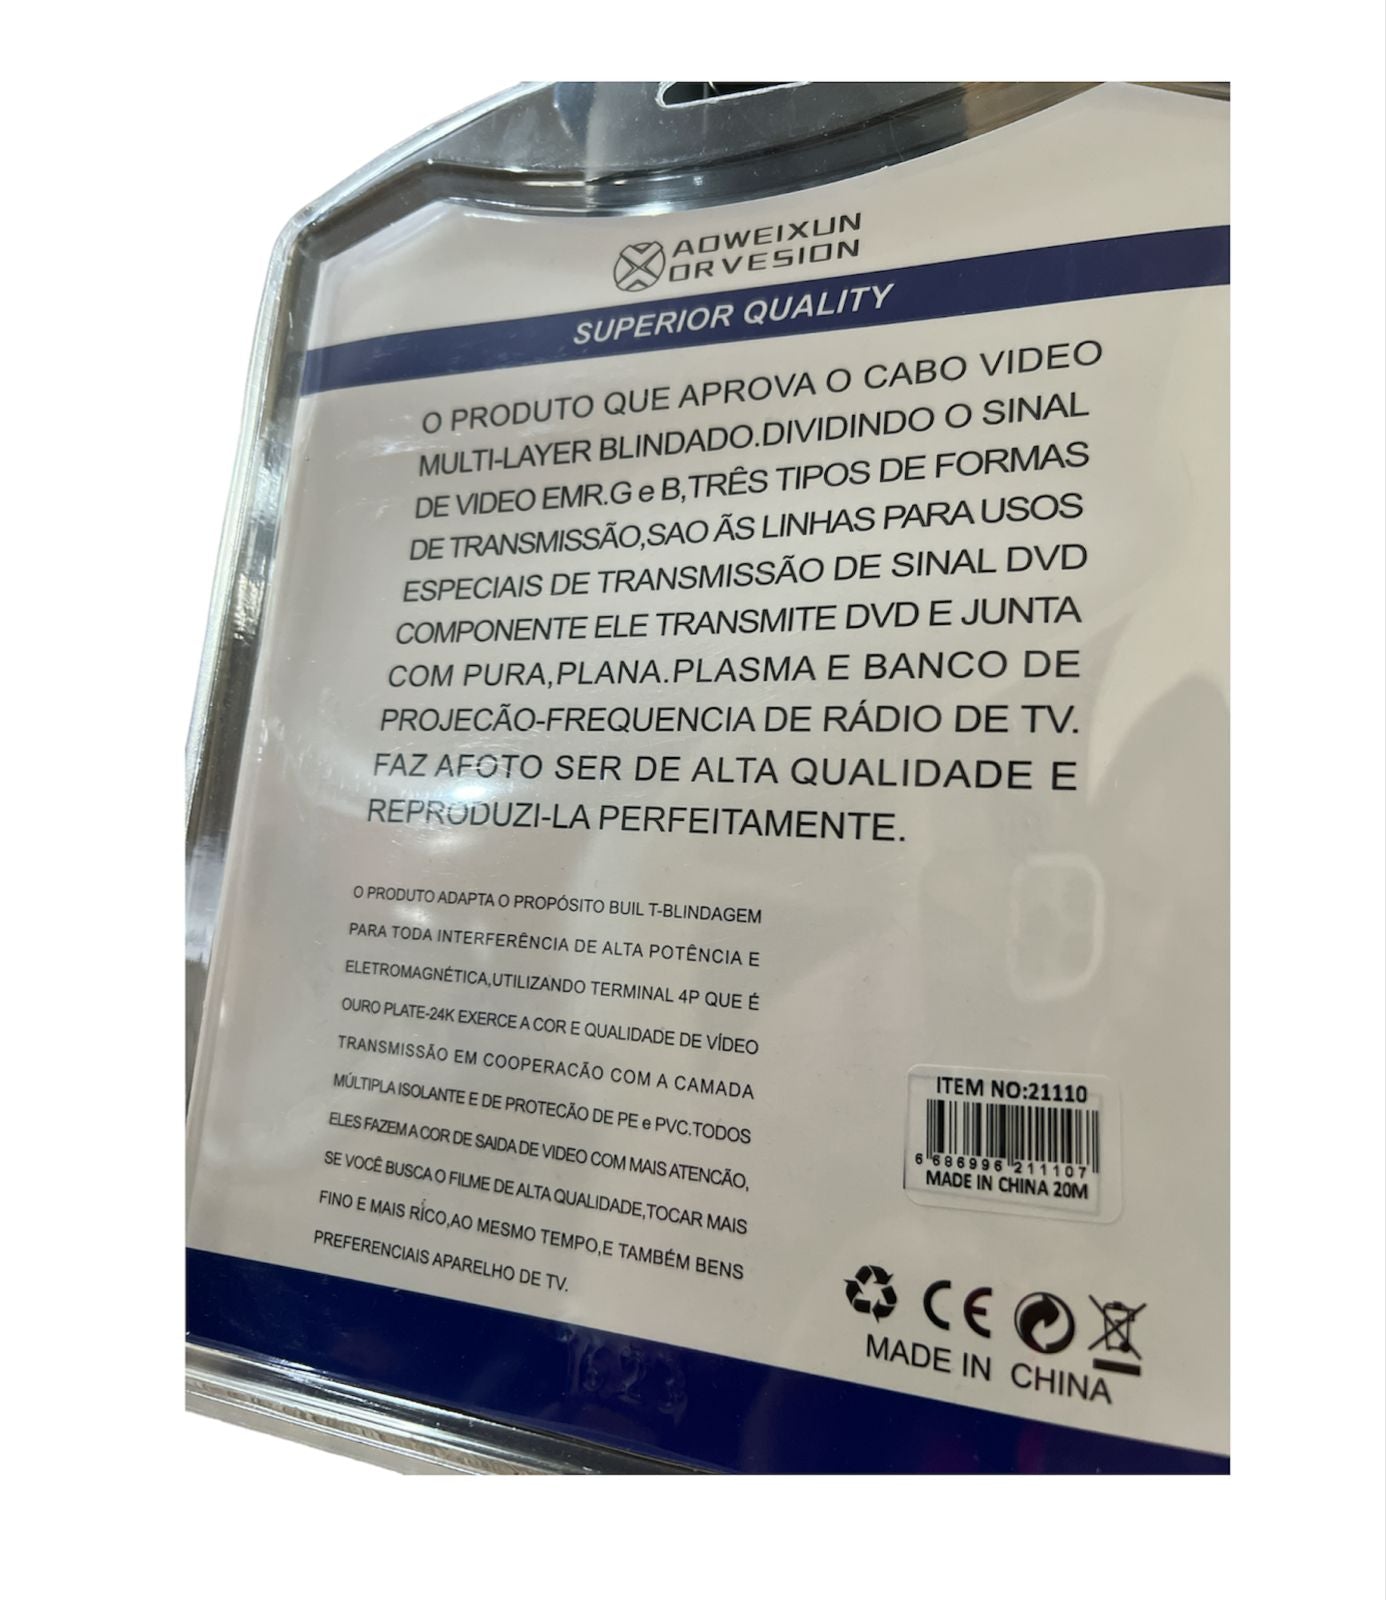 AOWEIXUN
ORVESION
SUPERIOR QUALITY
O PRODUTO QUE APROVA O CABO VIDEO
MULTI-LAYER BLINDADO.DIVIDINDO O SINAL
DE VIDEO EMR.G e B,TRÊS TIPOS DE FORMAS
DE TRANSMISSÃO,SAO ÃS LINHAS PARA USOS
ESPECIAIS DE TRANSMISSÃO DE SINAL DVD
COMPONENTE ELE TRANSMITE DVD E JUNTA
COM PURA,PLANA.PLASMA E BANCO DE
PROJECÃO-FREQUENCIA DE RÁDIO DE TV.
FAZ AFOTO SER DE ALTA QUALIDADE E
REPRODUZI-LA PERFEITAMENTE.
O PRODUTO ADAPTA O PROPÓSITO BUIL T-BLINDAGEM
PARA TODA INTERFERÊNCIA DE ALTA POTÊNCIA E
ELETROMAGNÉTICA,UTILIZANDO TERMINAL 4P QUE É
OURO PLATE-24K EXERCE A COR E QUALIDADE DE VÍDEO
TRANSMISSÃO EM COOPERACÃO COM A CAMADA
MÚLTIPLA ISOLANTE E DE PROTECÃO DE PE e PVC.TODOS
ELES FAZEM A COR DE SAIDA DE VIDEO COM MAIS ATENCÃO,
SE VOCÊ BUSCA O FILME DE ALTA QUALIDADE,TOCAR MAIS
FINO E MAIS RÍCO,AO MESMO TEMPO,E TAMBÉM BENS
PREFERENCIAIS APARELHO DE TV.
ITEM NO:21110
6 686996 211107
MADE IN CHINA 20M
CE
MADE IN CHINA